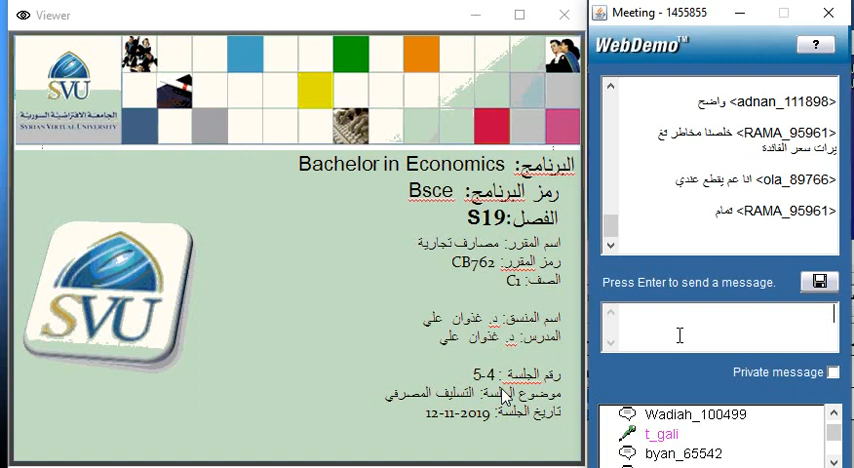 Viewer
SVU
الجامعة الافتراضية السورية
SYRIAN VIRTUAL UNIVERSITY
البرنامج: Bachelor in Economics
رمز البرنامج: Bsce
الفصل:S19
اسم المقرر: مصارف تجارية
رمز المقرر: CB762
الصف: C1
اسم المنسق: د. غذوان علي
المدرس: د. غذوان علي
رقم الجلسة : 4-5
موضوع الجلسة: التسليف المصرفي
تاريخ الجلسة: 12-11-2019
SVU
Meeting - 1455855
WebDemo™
?
<adnan_111898> واضح
<RAMA_95961> خلصنا مخاطر تغ
يرات سعر الفائدة
<ola_89766> انا عم يقطع عندي
<RAMA_95961> تمام
Press Enter to send a message.
Private message
Wadiah_100499
t_gali
byan_65542